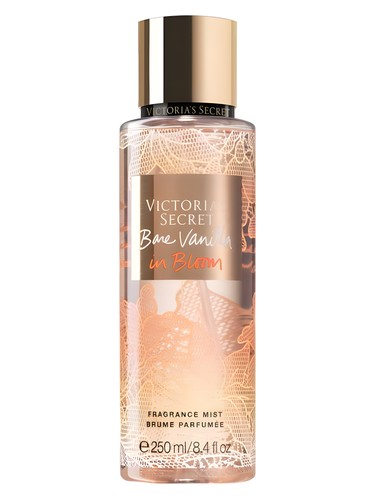 VICTORIA'S SECRET
VICTORIA
SECRET
Bare Vanilla
in Bloom
FRAGRANCE MIST
BRUME PARFUMÉE
℮ 250 ml/8.4 fl oz